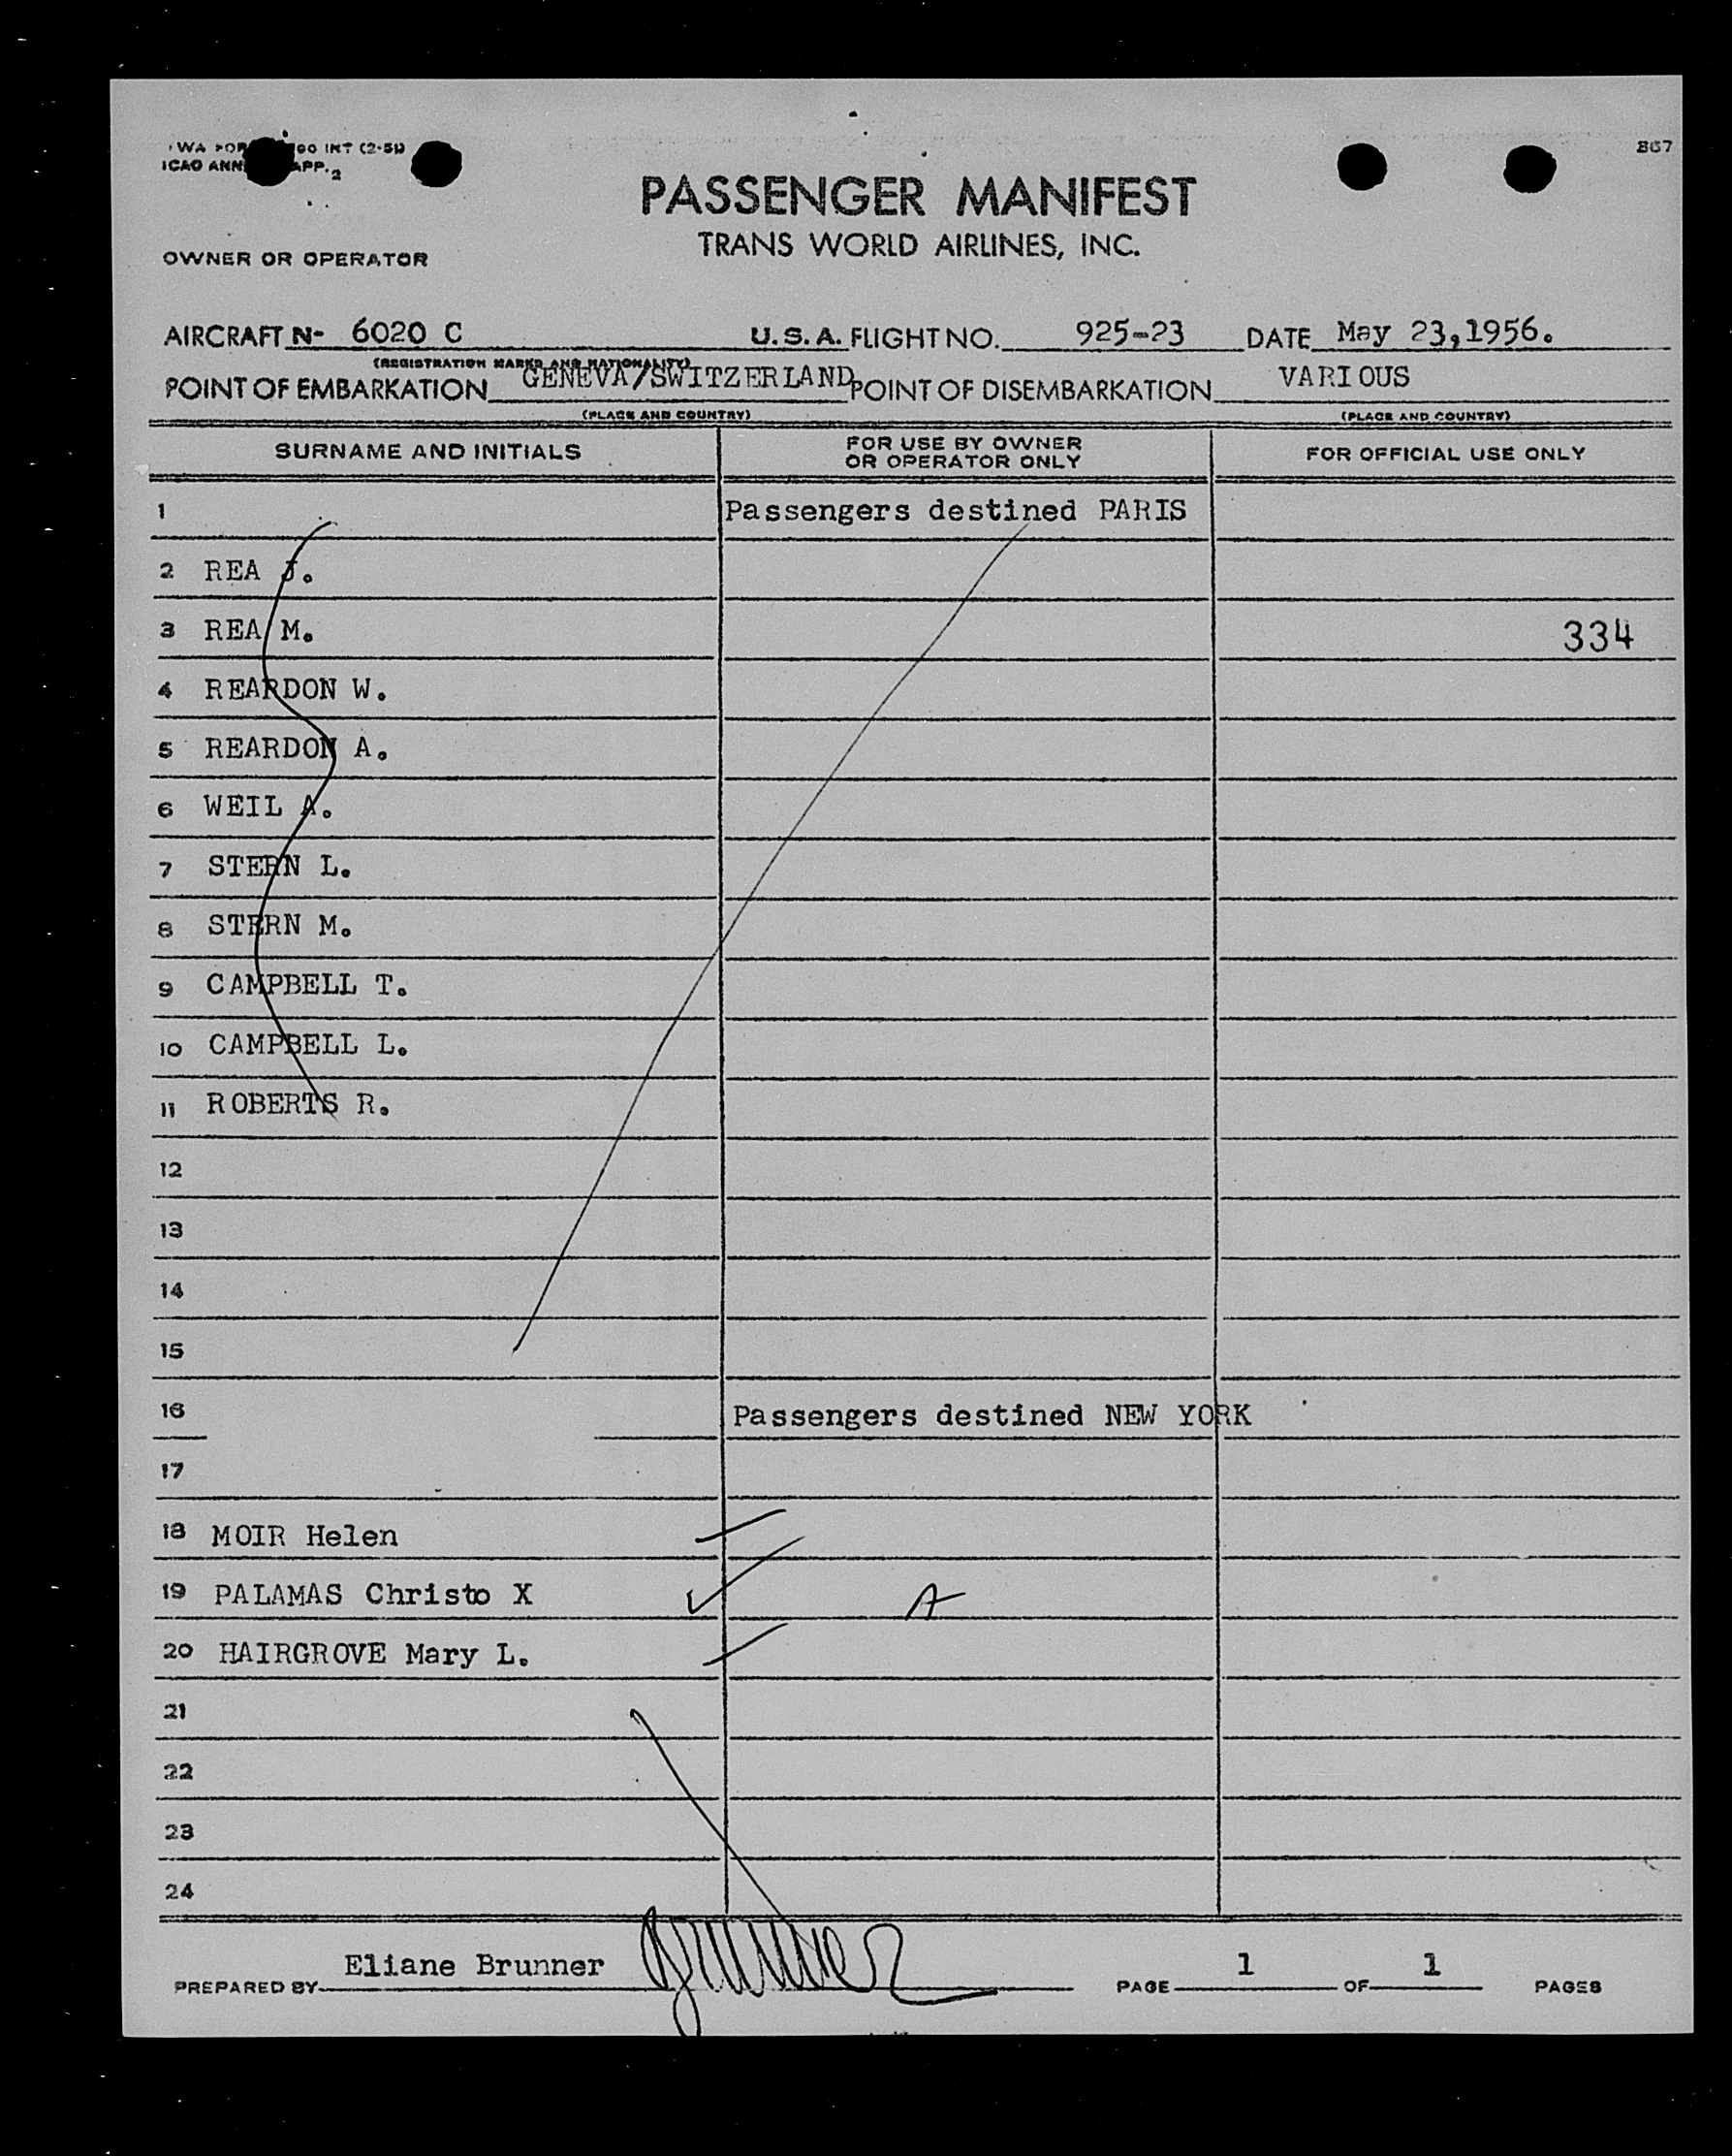 867
ICAO APP. 2
PASSENGER MANIFEST
TRANS WORLD AIRLINES, INC.
OWNER OR OPERATOR
AIRCRAFT N- 6020 C U.S.A. FLIGHT NO. 925-23 DATE May 23,1956.
(REGISTRATION MARKS AND NATIONALITY)
POINT OF EMBARKATION GENEVA/SWITZERLAND POINT OF DISEMBARKATION VARIOUS
(PLACE AND COUNTRY) (PLACE AND COUNTRY)
SURNAME AND INITIALS FOR USE BY OWNER OR OPERATOR ONLY FOR OFFICIAL USE ONLY
1 Passengers destined PARIS
2 REA J.
3 REA M. 334
4 REARDON W.
5 REARDON A.
6 WEIL A.
7 STERN L.
8 STERN M.
9 CAMPBELL T.
10 CAMPBELL L.
11 ROBERTS R.
12
13
14
15
16 Passengers destined NEW YORK
17
18 MOIR Helen
19 PALAMAS Christo X A
20 HAIRGROVE Mary L.
21
22
23
24
PREPARED BY Eliane Brunner Brunner PAGE 1 OF 1 PAGES